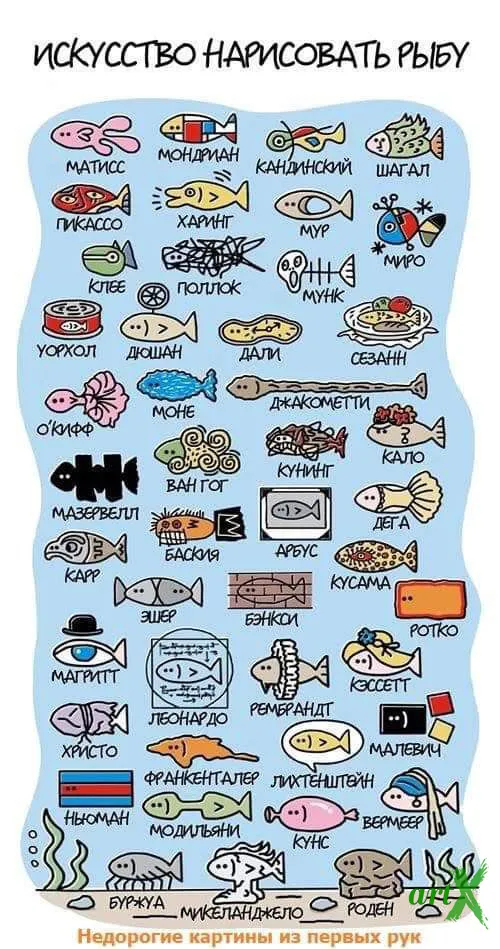 ИСКУССТВО НАРИСОВАТЬ РЫБУ
МАТИСС
МОНДРИАН
КАНДИНСКИЙ
ШАГАЛ
ПИКАССО
ХАРИНГ
МУР
МИРО
КЛЕЕ
ПОЛЛОК
МУНК
УОРХОЛ
ДЮШАН
ДАЛИ
СЕЗАНН
О'КИФФ
МОНЕ
ДЖАКОМЕТТИ
ВАН ГОГ
КУНИНГ
КАЛО
МАЗЕРВЕЛЛ
БАСКИЯ
АРБУС
ДЕГА
КАРР
КУСАМА
ЭШЕР
БЭНКСИ
РОТКО
МАГРИТТ
ЛЕОНАРДО
РЕМБРАНДТ
КЭССЕТТ
ХРИСТО
ФРАНКЕНТАЛЕР
ЛИХТЕНШТЕЙН
МАЛЕВИЧ
НЬЮМАН
МОДИЛЬЯНИ
КУНС
ВЕРМЕЕР
БУРЖУА
МИКЕЛАНДЖЕЛО
РОДЕН
artX
Недорогие картины из первых рук